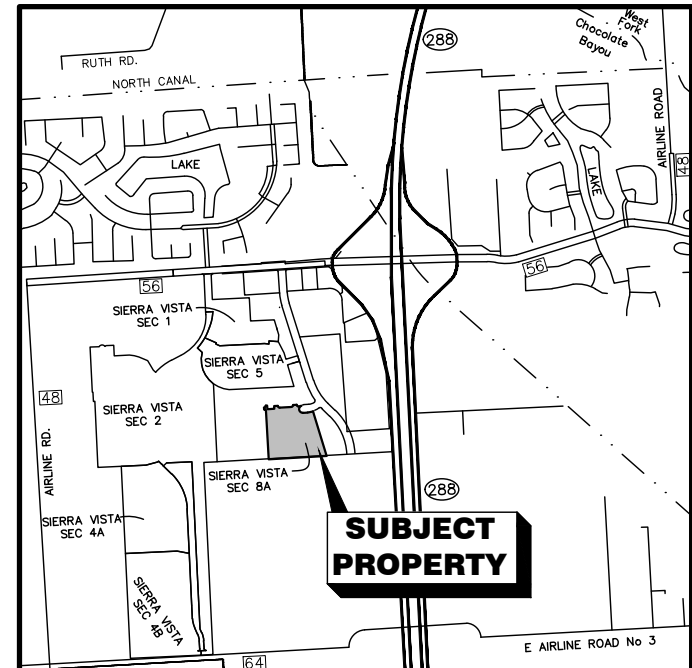 288
West
Fork
Chocolate
Bayou
RUTH RD.
NORTH CANAL
AIRLINE ROAD
48
LAKE
LAKE
56
56
SIERRA VISTA
SEC 1
SIERRA VISTA
SEC 5
48
AIRLINE RD.
SIERRA VISTA
SEC 2
SIERRA VISTA
SEC 8A
288
SIERRA VISTA
SEC 4A
SUBJECT
PROPERTY
SIERRA VISTA
SEC 4B
64
E AIRLINE ROAD No 3